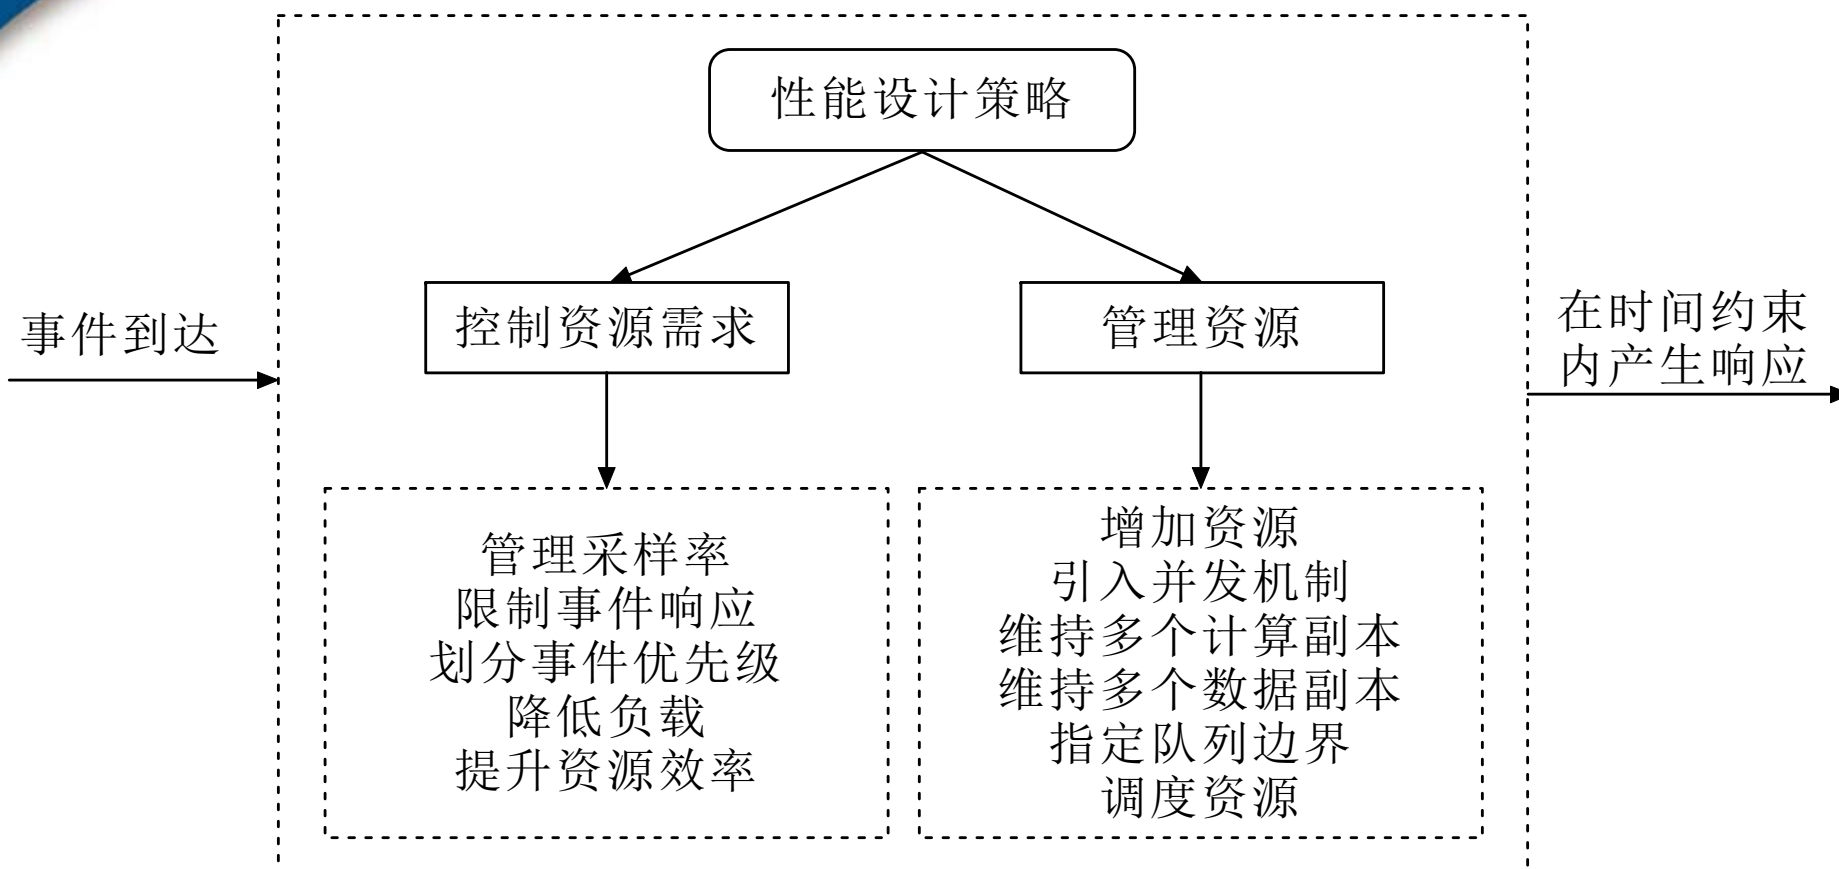 性能设计策略
事件到达
控制资源需求
管理资源
在时间约束
内产生响应
管理采样率
限制事件响应
划分事件优先级
降低负载
提升资源效率
增加资源
引入并发机制
维持多个计算副本
维持多个数据副本
指定队列边界
调度资源